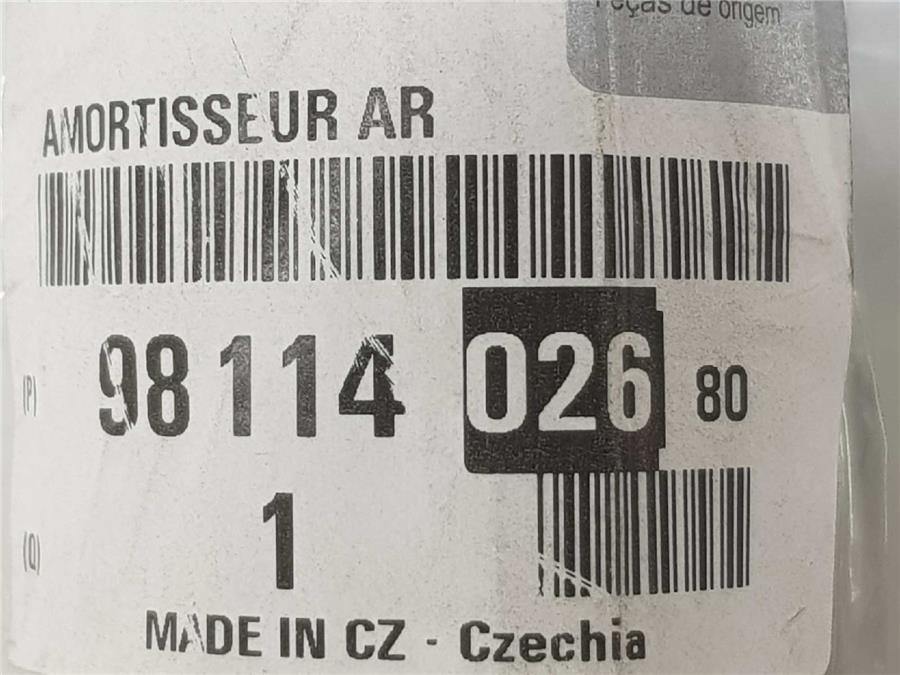 Peças de origem
AMORTISSEUR AR
(P) 98114 026 80
(Q) 1
MADE IN CZ - Czechia